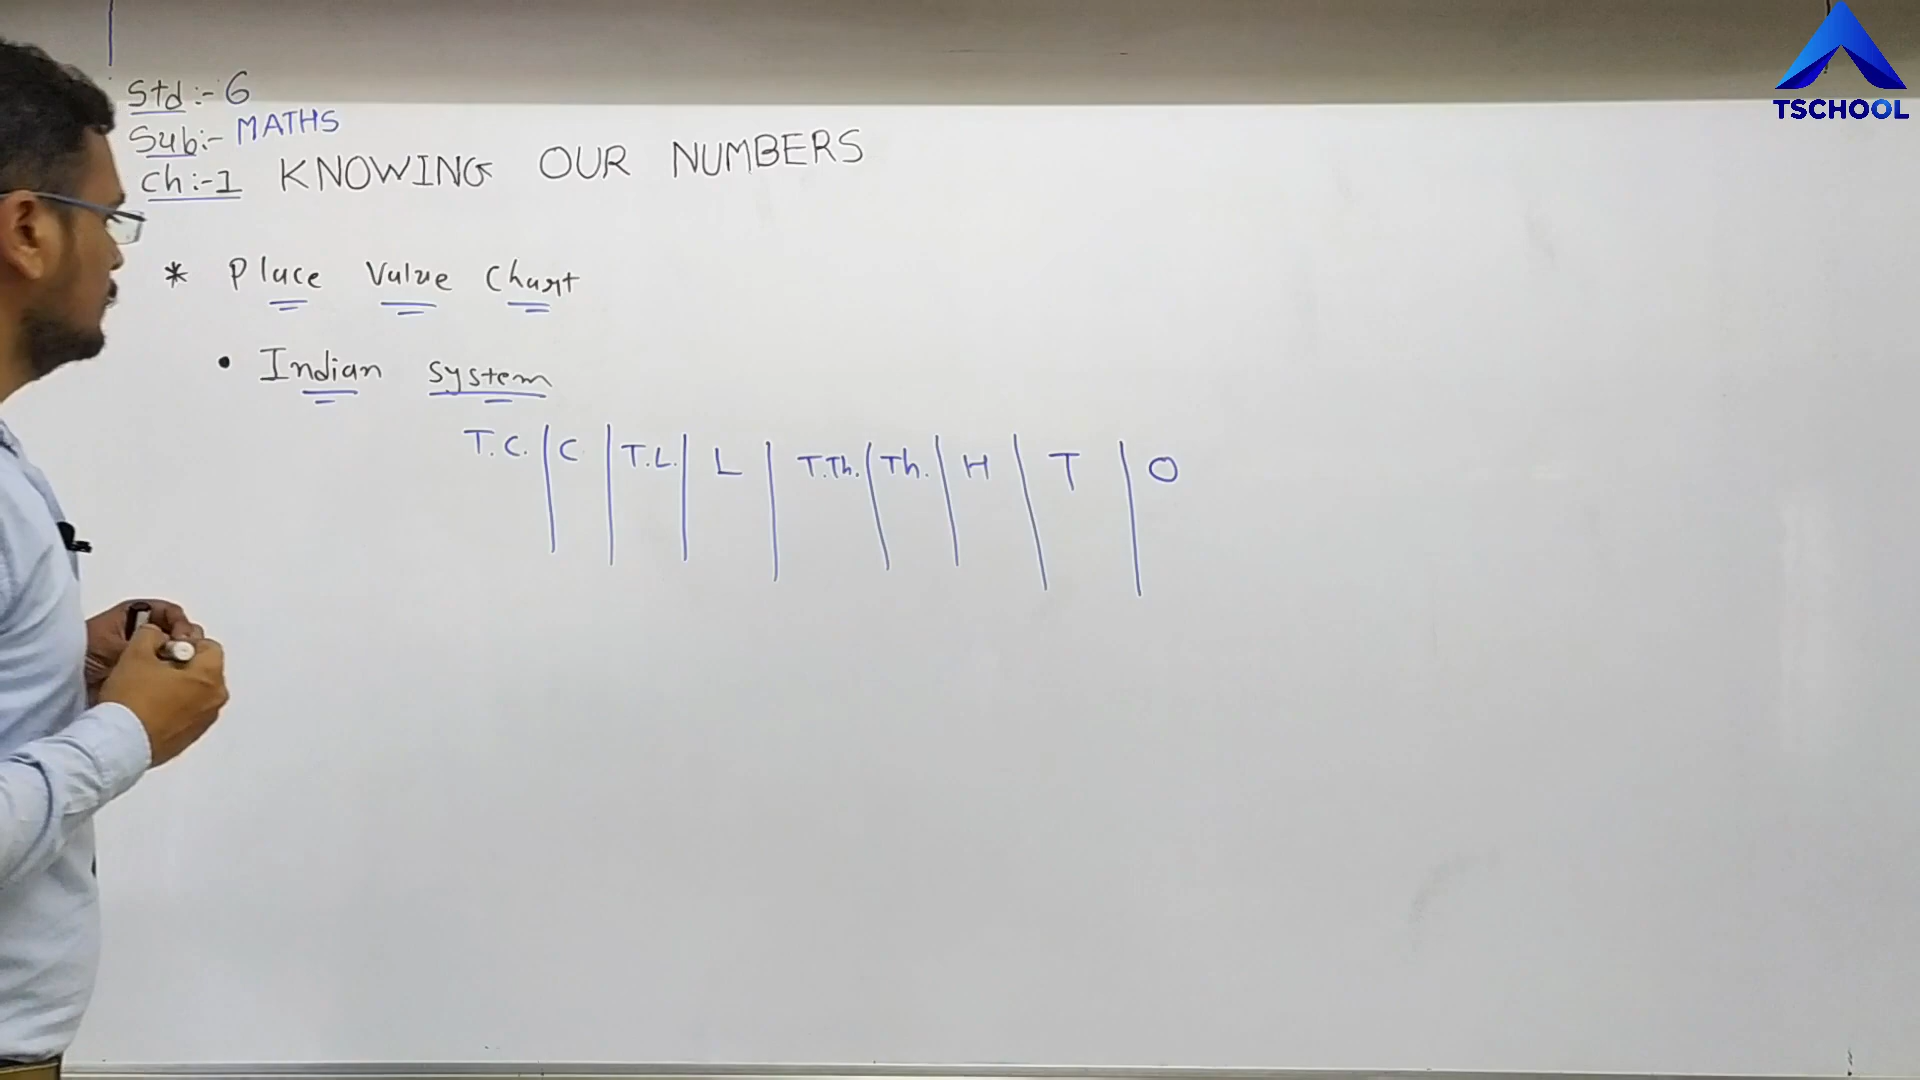 Std :- 6
Sub:- MATHS
Ch :- 1 KNOWING OUR NUMBERS
* Place Value Chart
• Indian System
T.C. | C | T.L. | L | T.Th. | Th. | H | T | O
TSCHOOL